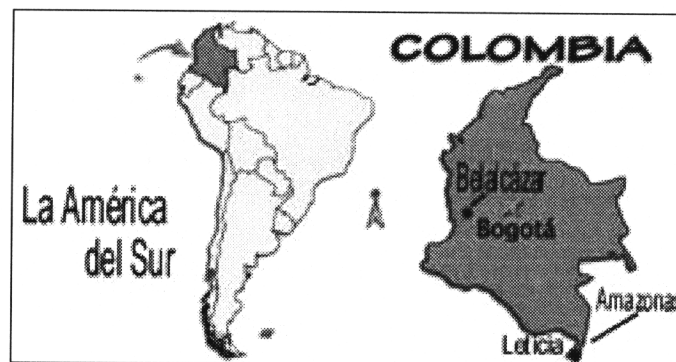 COLOMBIA
La América
del Sur
Belalcázar
Bogotá
Amazonas
Leticia